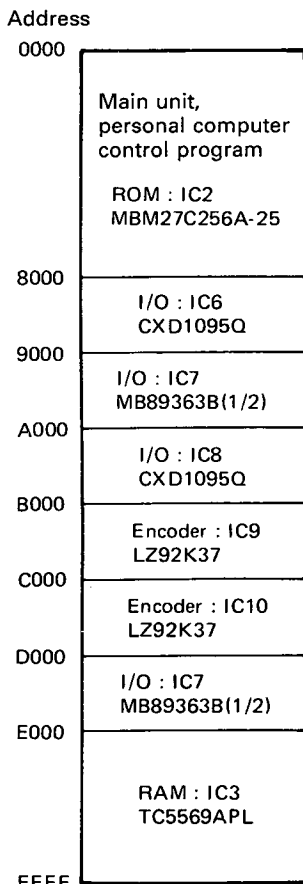 Address
0000
Main unit,
personal computer
control program
ROM : IC2
MBM27C256A-25
8000
I/O : IC6
CXD1095Q
9000
I/O : IC7
MB89363B(1/2)
A000
I/O : IC8
CXD1095Q
B000
Encoder : IC9
LZ92K37
C000
Encoder : IC10
LZ92K37
D000
I/O : IC7
MB89363B(1/2)
E000
RAM : IC3
TC5569APL
FFFF